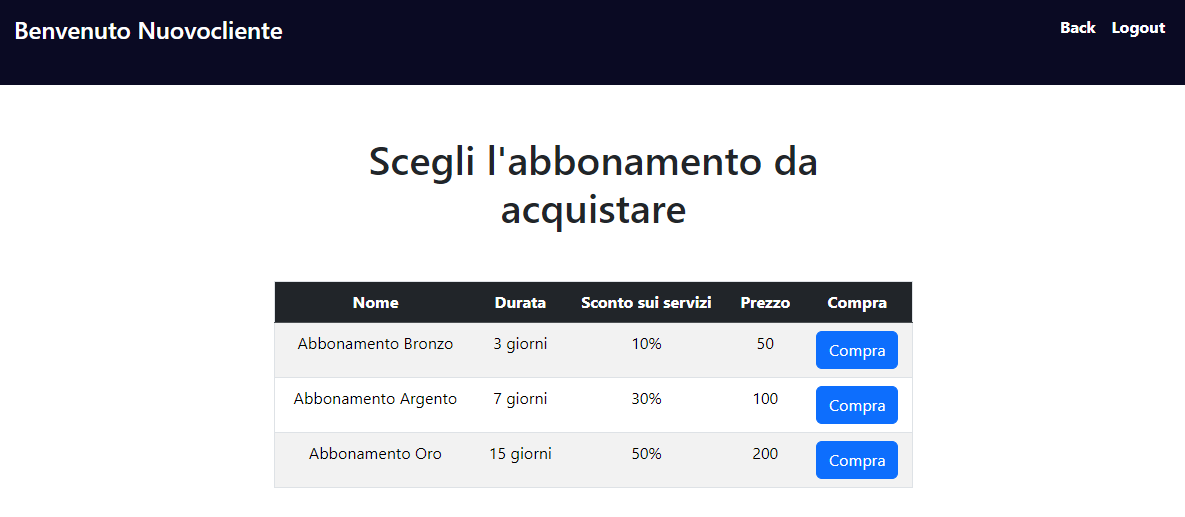 Benvenuto Nuovocliente
Back Logout
Scegli l'abbonamento da
acquistare
Nome Durata Sconto sui servizi Prezzo Compra
Abbonamento Bronzo 3 giorni 10% 50 Compra
Abbonamento Argento 7 giorni 30% 100 Compra
Abbonamento Oro 15 giorni 50% 200 Compra